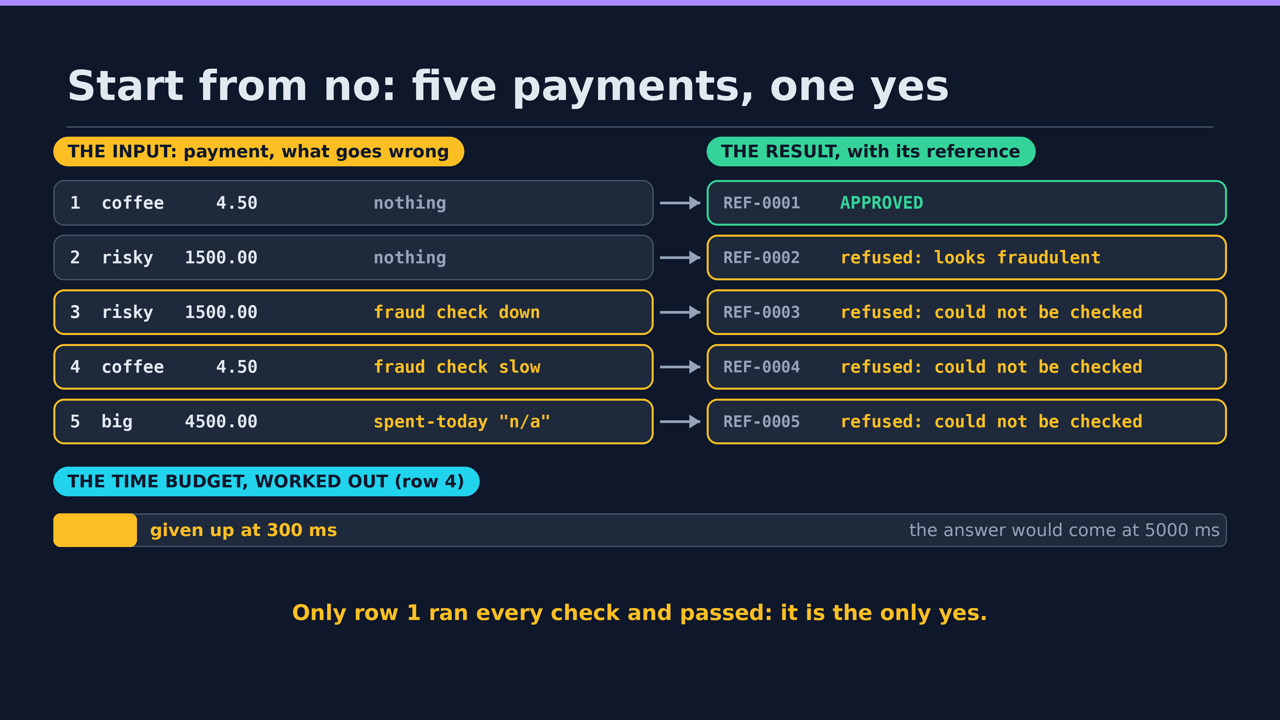 Start from no: five payments, one yes
THE INPUT: payment, what goes wrong
THE RESULT, with its reference
1 coffee 4.50 nothing REF-0001 APPROVED
2 risky 1500.00 nothing REF-0002 refused: looks fraudulent
3 risky 1500.00 fraud check down REF-0003 refused: could not be checked
4 coffee 4.50 fraud check slow REF-0004 refused: could not be checked
5 big 4500.00 spent-today "n/a" REF-0005 refused: could not be checked
THE TIME BUDGET, WORKED OUT (row 4)
given up at 300 ms the answer would come at 5000 ms
Only row 1 ran every check and passed: it is the only yes.